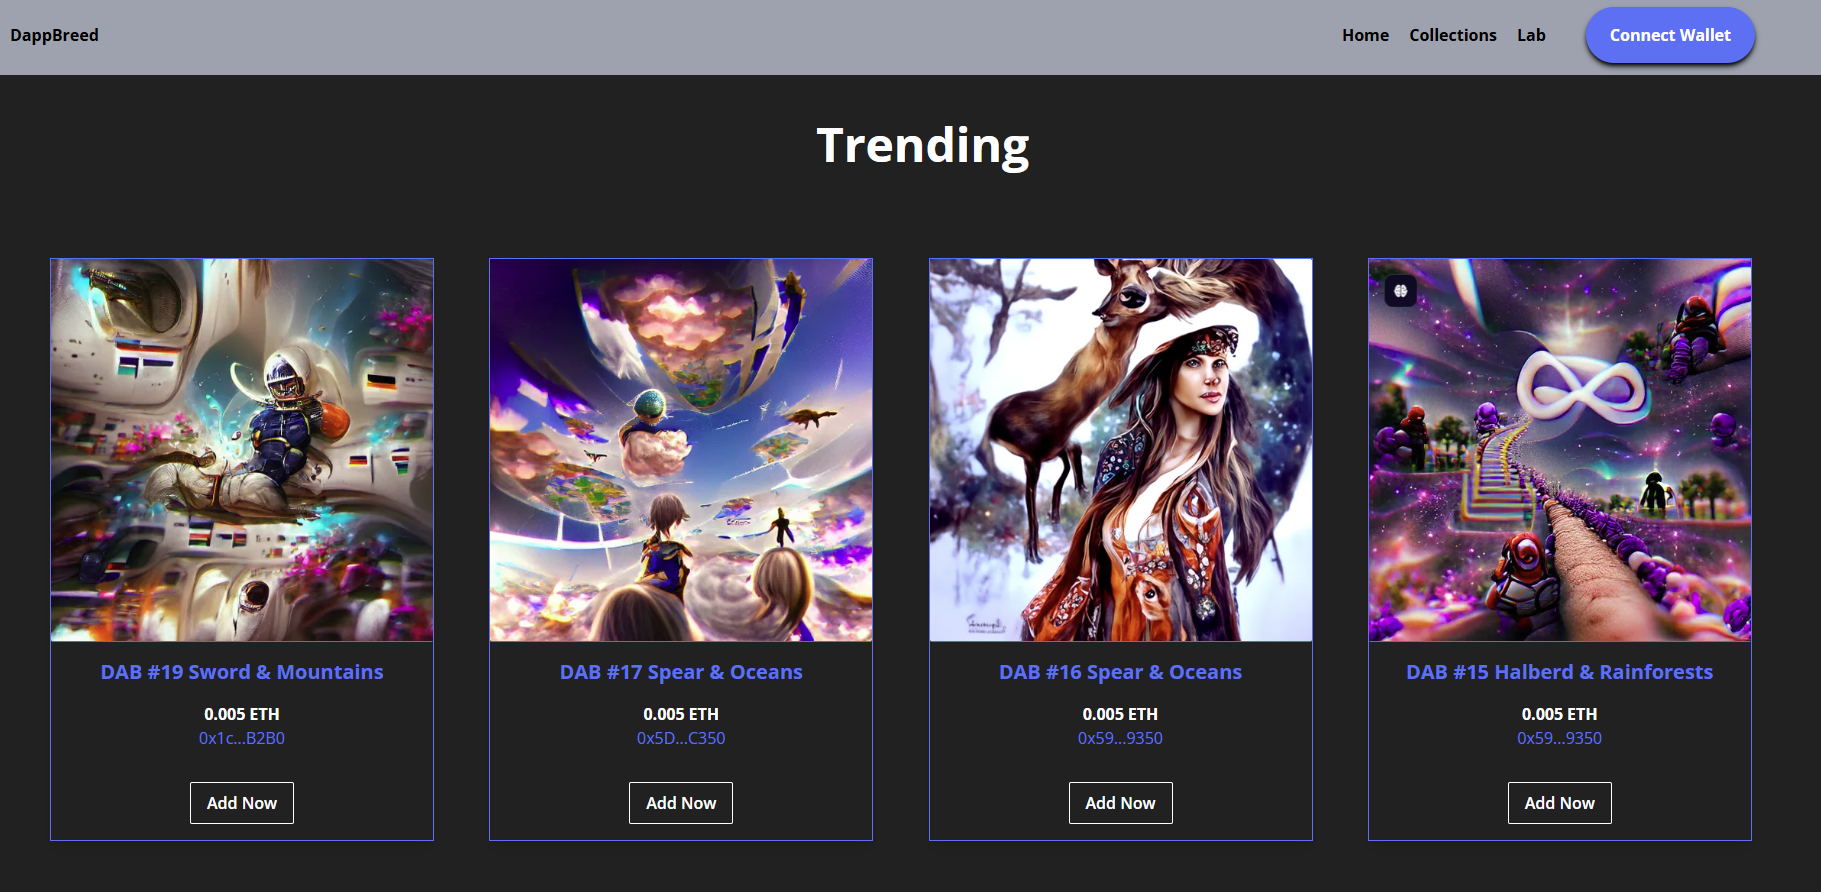 DappBreed
Home Collections Lab Connect Wallet
Trending
DAB #19 Sword & Mountains
0.005 ETH
0x1c...B2B0
Add Now
DAB #17 Spear & Oceans
0.005 ETH
0x5D...C350
Add Now
DAB #16 Spear & Oceans
0.005 ETH
0x59...9350
Add Now
DAB #15 Halberd & Rainforests
0.005 ETH
0x59...9350
Add Now